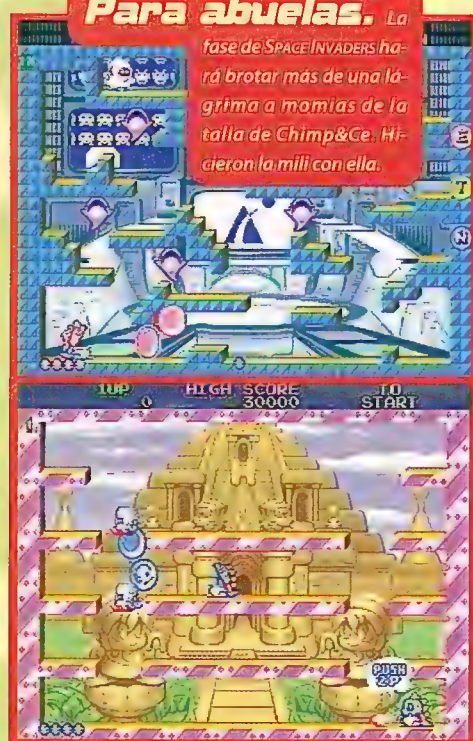 Para abuelas. La
fase de SPACE INVADERS ha-
rá brotar más de una lá-
grima a momias de la
talla de Chimp&Ce. Hi-
cieron la mili con ella.
1UP HIGH SCORE TO
0 30000 START
PUSH
2P